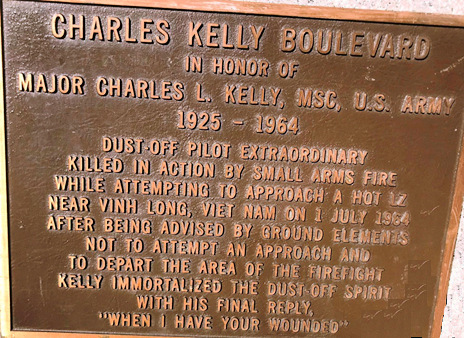 CHARLES KELLY BOULEVARD
IN HONOR OF
MAJOR CHARLES L. KELLY, MSC, U.S. ARMY
1925 - 1964
DUST-OFF PILOT EXTRAORDINARY
KILLED IN ACTION BY SMALL ARMS FIRE
WHILE ATTEMPTING TO APPROACH A HOT LZ
NEAR VINH LONG, VIET NAM ON 1 JULY 1964
AFTER BEING ADVISED BY GROUND ELEMENTS
NOT TO ATTEMPT AN APPROACH AND
TO DEPART THE AREA OF THE FIREFIGHT
KELLY IMMORTALIZED THE DUST-OFF SPIRIT
WITH HIS FINAL REPLY,
"WHEN I HAVE YOUR WOUNDED"